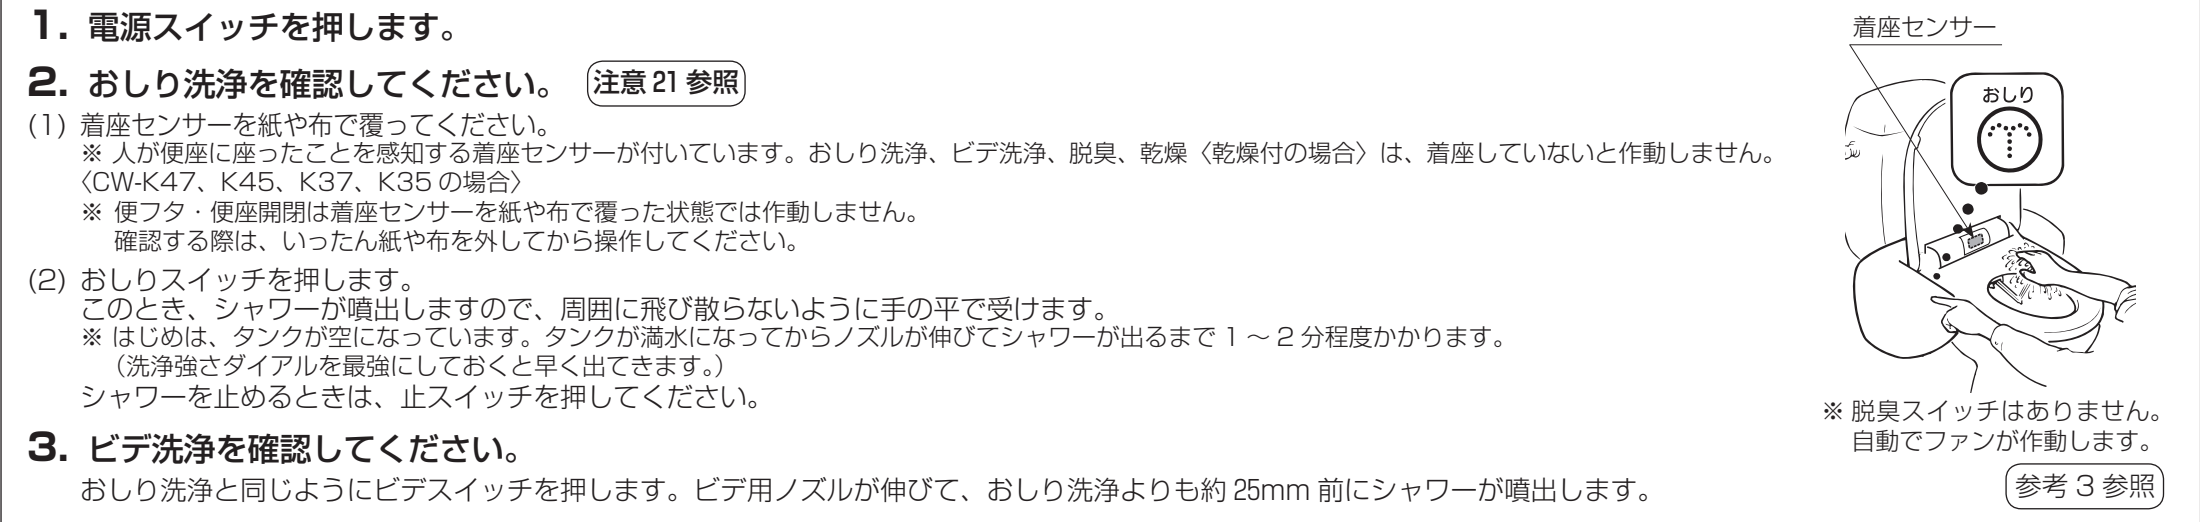 1. 電源スイッチを押します。
2. おしり洗浄を確認してください。 注意 21 参照
(1) 着座センサーを紙や布で覆ってください。
※ 人が便座に座ったことを感知する着座センサーが付いています。おしり洗浄、ビデ洗浄、脱臭、乾燥〈乾燥付の場合〉は、着座していないと作動しません。
〈CW-K47、K45、K37、K35 の場合〉
※ 便フタ・便座開閉は着座センサーを紙や布で覆った状態では作動しません。
確認する際は、いったん紙や布を外してから操作してください。
(2) おしりスイッチを押します。
このとき、シャワーが噴出しますので、周囲に飛び散らないように手の平で受けます。
※ はじめは、タンクが空になっています。タンクが満水になってからノズルが伸びてシャワーが出るまで 1 ～ 2 分程度かかります。
（洗浄強さダイアルを最強にしておくと早く出てきます。）
シャワーを止めるときは、止スイッチを押してください。
3. ビデ洗浄を確認してください。
おしり洗浄と同じようにビデスイッチを押します。ビデ用ノズルが伸びて、おしり洗浄よりも約 25mm 前にシャワーが噴出します。
着座センサー
おしり
※ 脱臭スイッチはありません。
自動でファンが作動します。
参考 3 参照